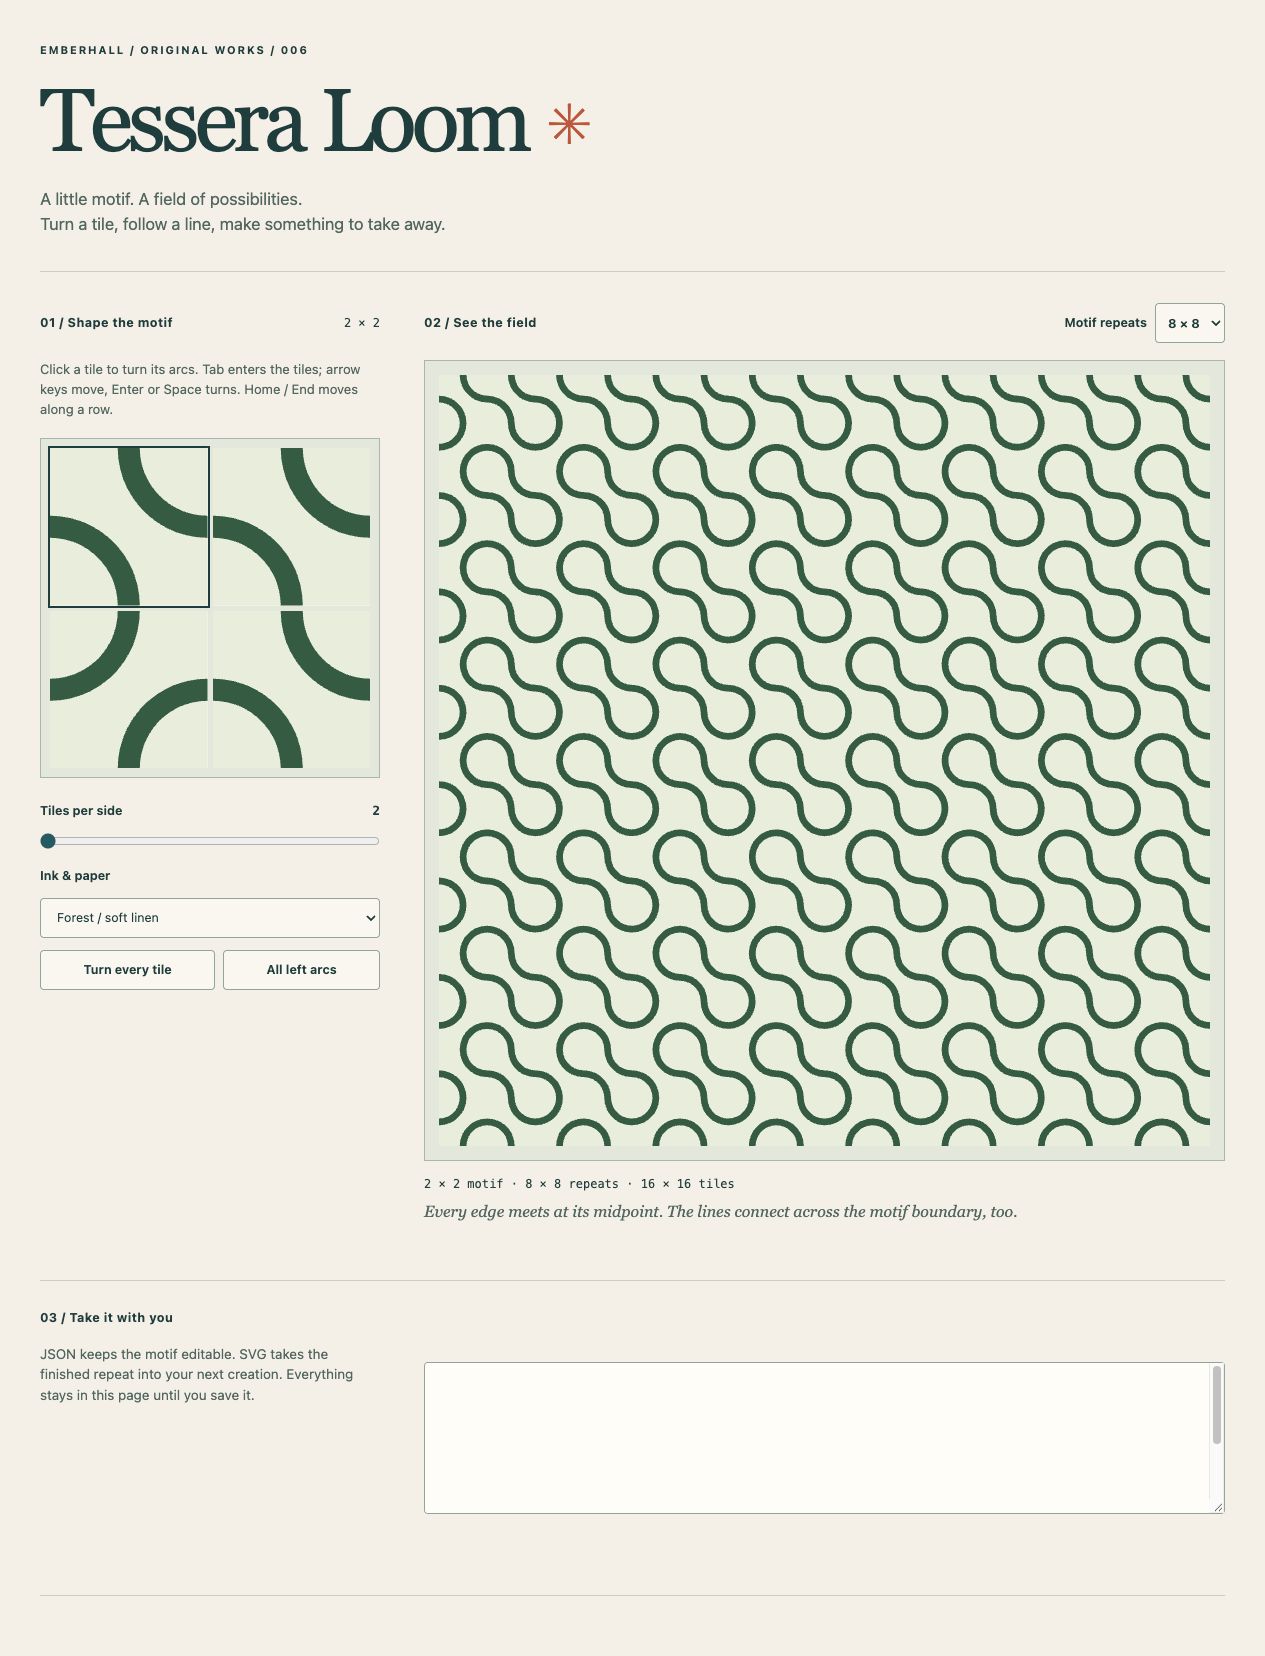 EMBERHALL / ORIGINAL WORKS / 006
Tessera Loom
A little motif. A field of possibilities.
Turn a tile, follow a line, make something to take away.
01 / Shape the motif
2 × 2
Click a tile to turn its arcs. Tab enters the tiles; arrow
keys move, Enter or Space turns. Home / End moves
along a row.
Tiles per side
2
Ink & paper
Forest / soft linen
Turn every tile
All left arcs
02 / See the field
Motif repeats
8 × 8
2 × 2 motif · 8 × 8 repeats · 16 × 16 tiles
Every edge meets at its midpoint. The lines connect across the motif boundary, too.
03 / Take it with you
JSON keeps the motif editable. SVG takes the
finished repeat into your next creation. Everything
stays in this page until you save it.